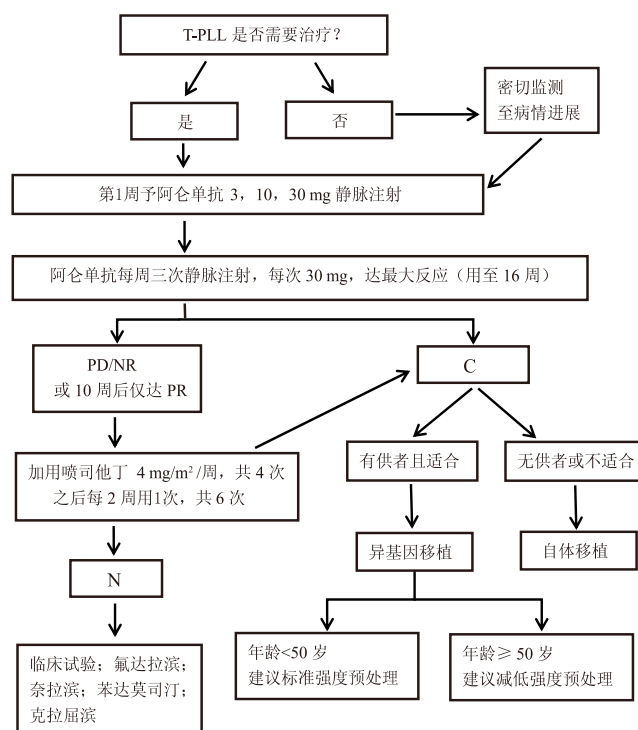 T-PLL 是否需要治疗？
是
否
密切监测
至病情进展
第1周予阿仑单抗 3，10，30 mg 静脉注射
阿仑单抗每周三次静脉注射，每次 30 mg，达最大反应（用至 16 周）
PD/NR
或 10 周后仅达 PR
C
加用喷司他丁 4 mg/m²/周，共 4 次
之后每 2 周用1次，共 6 次
有供者且适合
无供者或不适合
N
异基因移植
自体移植
临床试验；氟达拉滨；
奈拉滨；苯达莫司汀；
克拉屈滨
年龄<50 岁
建议标准强度预处理
年龄≥ 50 岁
建议减低强度预处理